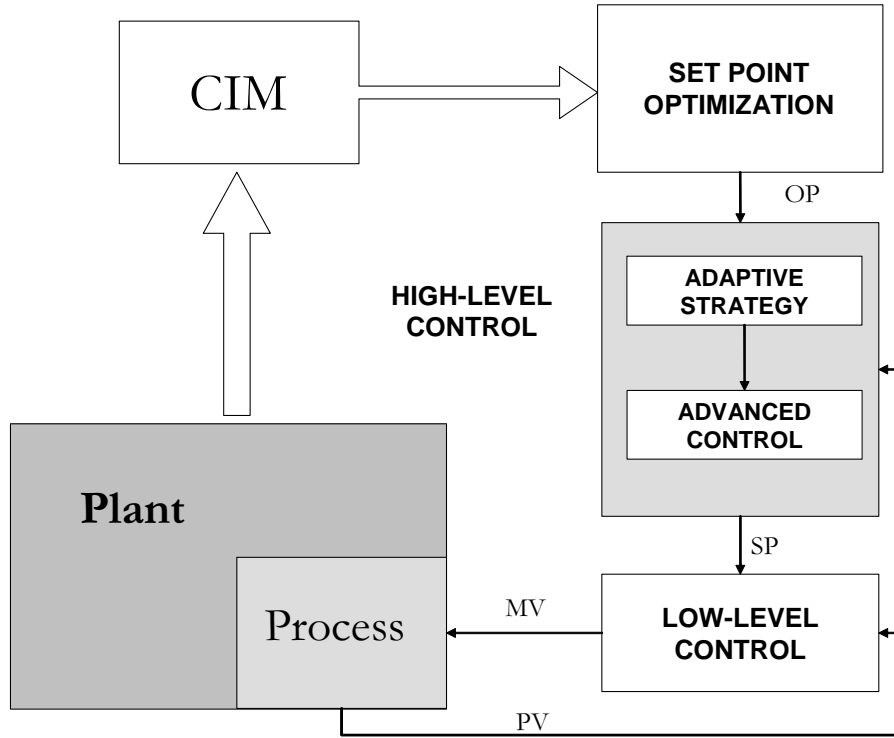 CIM
SET POINT
OPTIMIZATION
OP
ADAPTIVE
STRATEGY
HIGH-LEVEL
CONTROL
ADVANCED
CONTROL
Plant
SP
Process
MV
LOW-LEVEL
CONTROL
PV